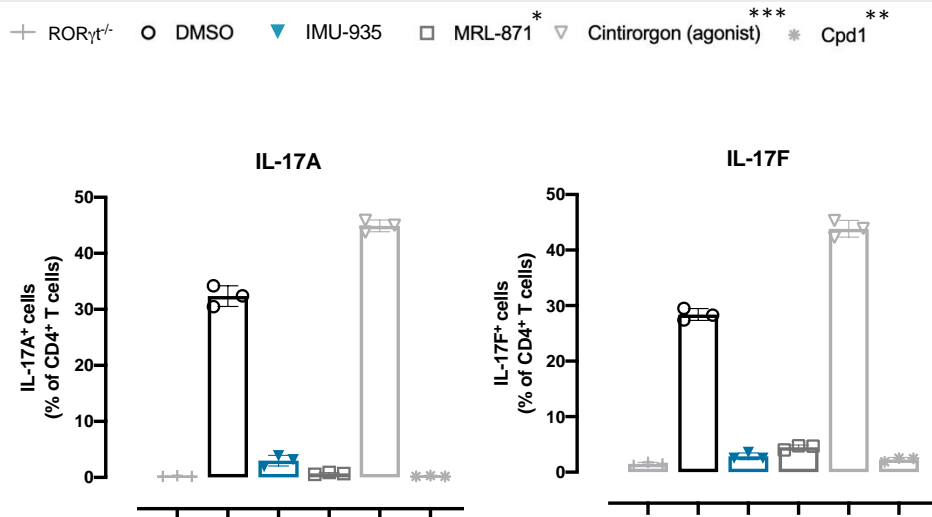 RORγt-/- DMSO IMU-935 MRL-871* Cintirorgon (agonist)*** Cpd1**
IL-17A
50
40
30
20
10
0
IL-17A+ cells
(% of CD4+ T cells)
IL-17F
50
40
30
20
10
0
IL-17F+ cells
(% of CD4+ T cells)